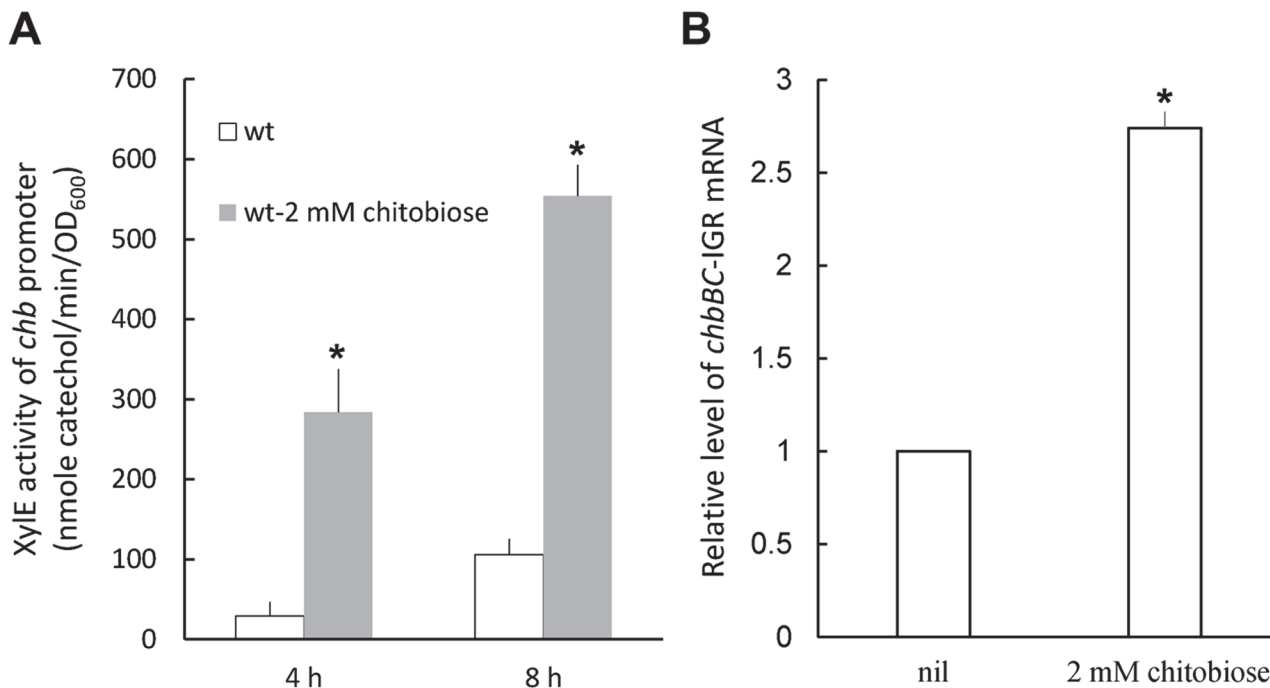 A
XylE activity of chb promoter
(nmole catechol/min/OD600)
700
600
500
400
300
200
100
0
wt
wt-2 mM chitobiose
*
*
4 h
8 h
B
Relative level of chbBC-IGR mRNA
3
2.5
2
1.5
1
0.5
0
*
nil
2 mM chitobiose